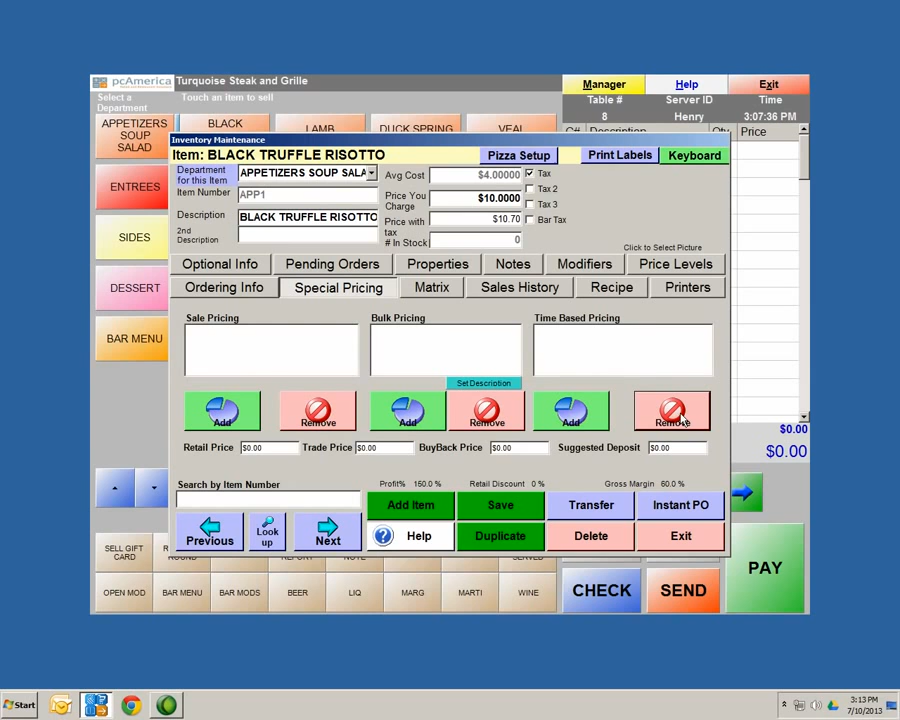 pcAmerica Turquoise Steak and Grille
Manager Help Exit
Select a Department
Touch an item to sell
Table # Server ID Time
8 Henry 3:07:36 PM
APPETIZERS SOUP SALAD
BLACK LAMB DUCK SPRING VEAL
Description Qty Price
ENTREES
SIDES
DESSERT
BAR MENU
Inventory Maintenance
Item: BLACK TRUFFLE RISOTTO
Pizza Setup Print Labels Keyboard
Department for this Item APPETIZERS SOUP SALA
Item Number APP1
Description BLACK TRUFFLE RISOTTO
2nd Description
Avg Cost $4.00000
Price You Charge $10.0000
Price with tax $10.70
# In Stock 0
Tax
Tax 2
Tax 3
Bar Tax
Click to Select Picture
Optional Info Pending Orders Properties Notes Modifiers Price Levels
Ordering Info Special Pricing Matrix Sales History Recipe Printers
Sale Pricing Bulk Pricing Time Based Pricing
Set Description
Add Remove Add Remove Add Remove
Retail Price $0.00 Trade Price $0.00 BuyBack Price $0.00 Suggested Deposit $0.00
Profit% 150.0 % Retail Discount 0 % Gross Margin 60.0 %
Search by Item Number
Add Item Save Transfer Instant PO
Previous Look up Next
Help Duplicate Delete Exit
$0.00
$0.00
SELL GIFT CARD
OPEN MOD BAR MENU BAR MODS BEER LIQ MARG MARTI WINE
CHECK SEND PAY
Start
3:13 PM
7/10/2013